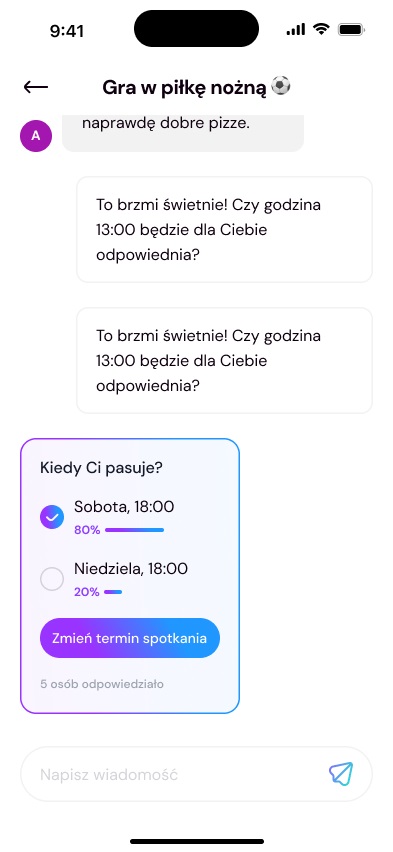 9:41
Gra w piłkę nożną ⚽
naprawdę dobre pizze.
A
To brzmi świetnie! Czy godzina
13:00 będzie dla Ciebie
odpowiednia?
To brzmi świetnie! Czy godzina
13:00 będzie dla Ciebie
odpowiednia?
Kiedy Ci pasuje?
Sobota, 18:00
80%
Niedziela, 18:00
20%
Zmień termin spotkania
5 osób odpowiedziało
Napisz wiadomość